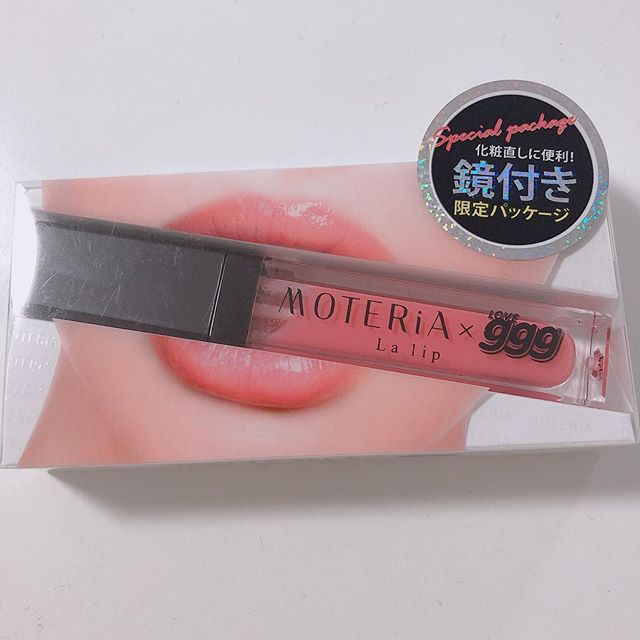 Special package
化粧直しに便利!
鏡付き
限定パッケージ
MOTERiA × LOVE ggg
La lip